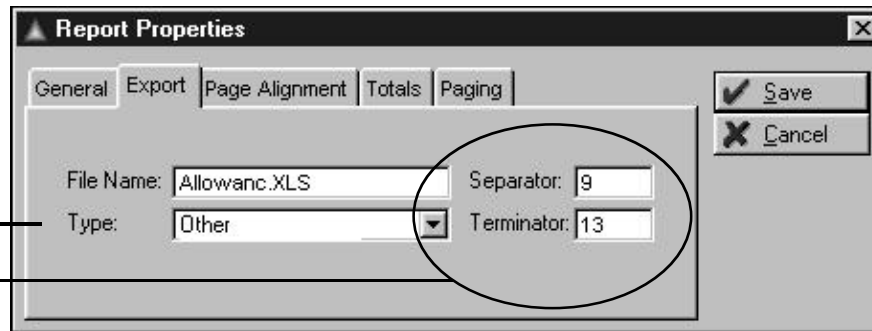 Report Properties
General Export Page Alignment Totals Paging
Save
Cancel
File Name: Allowanc.XLS Separator: 9
Type: Other Terminator: 13